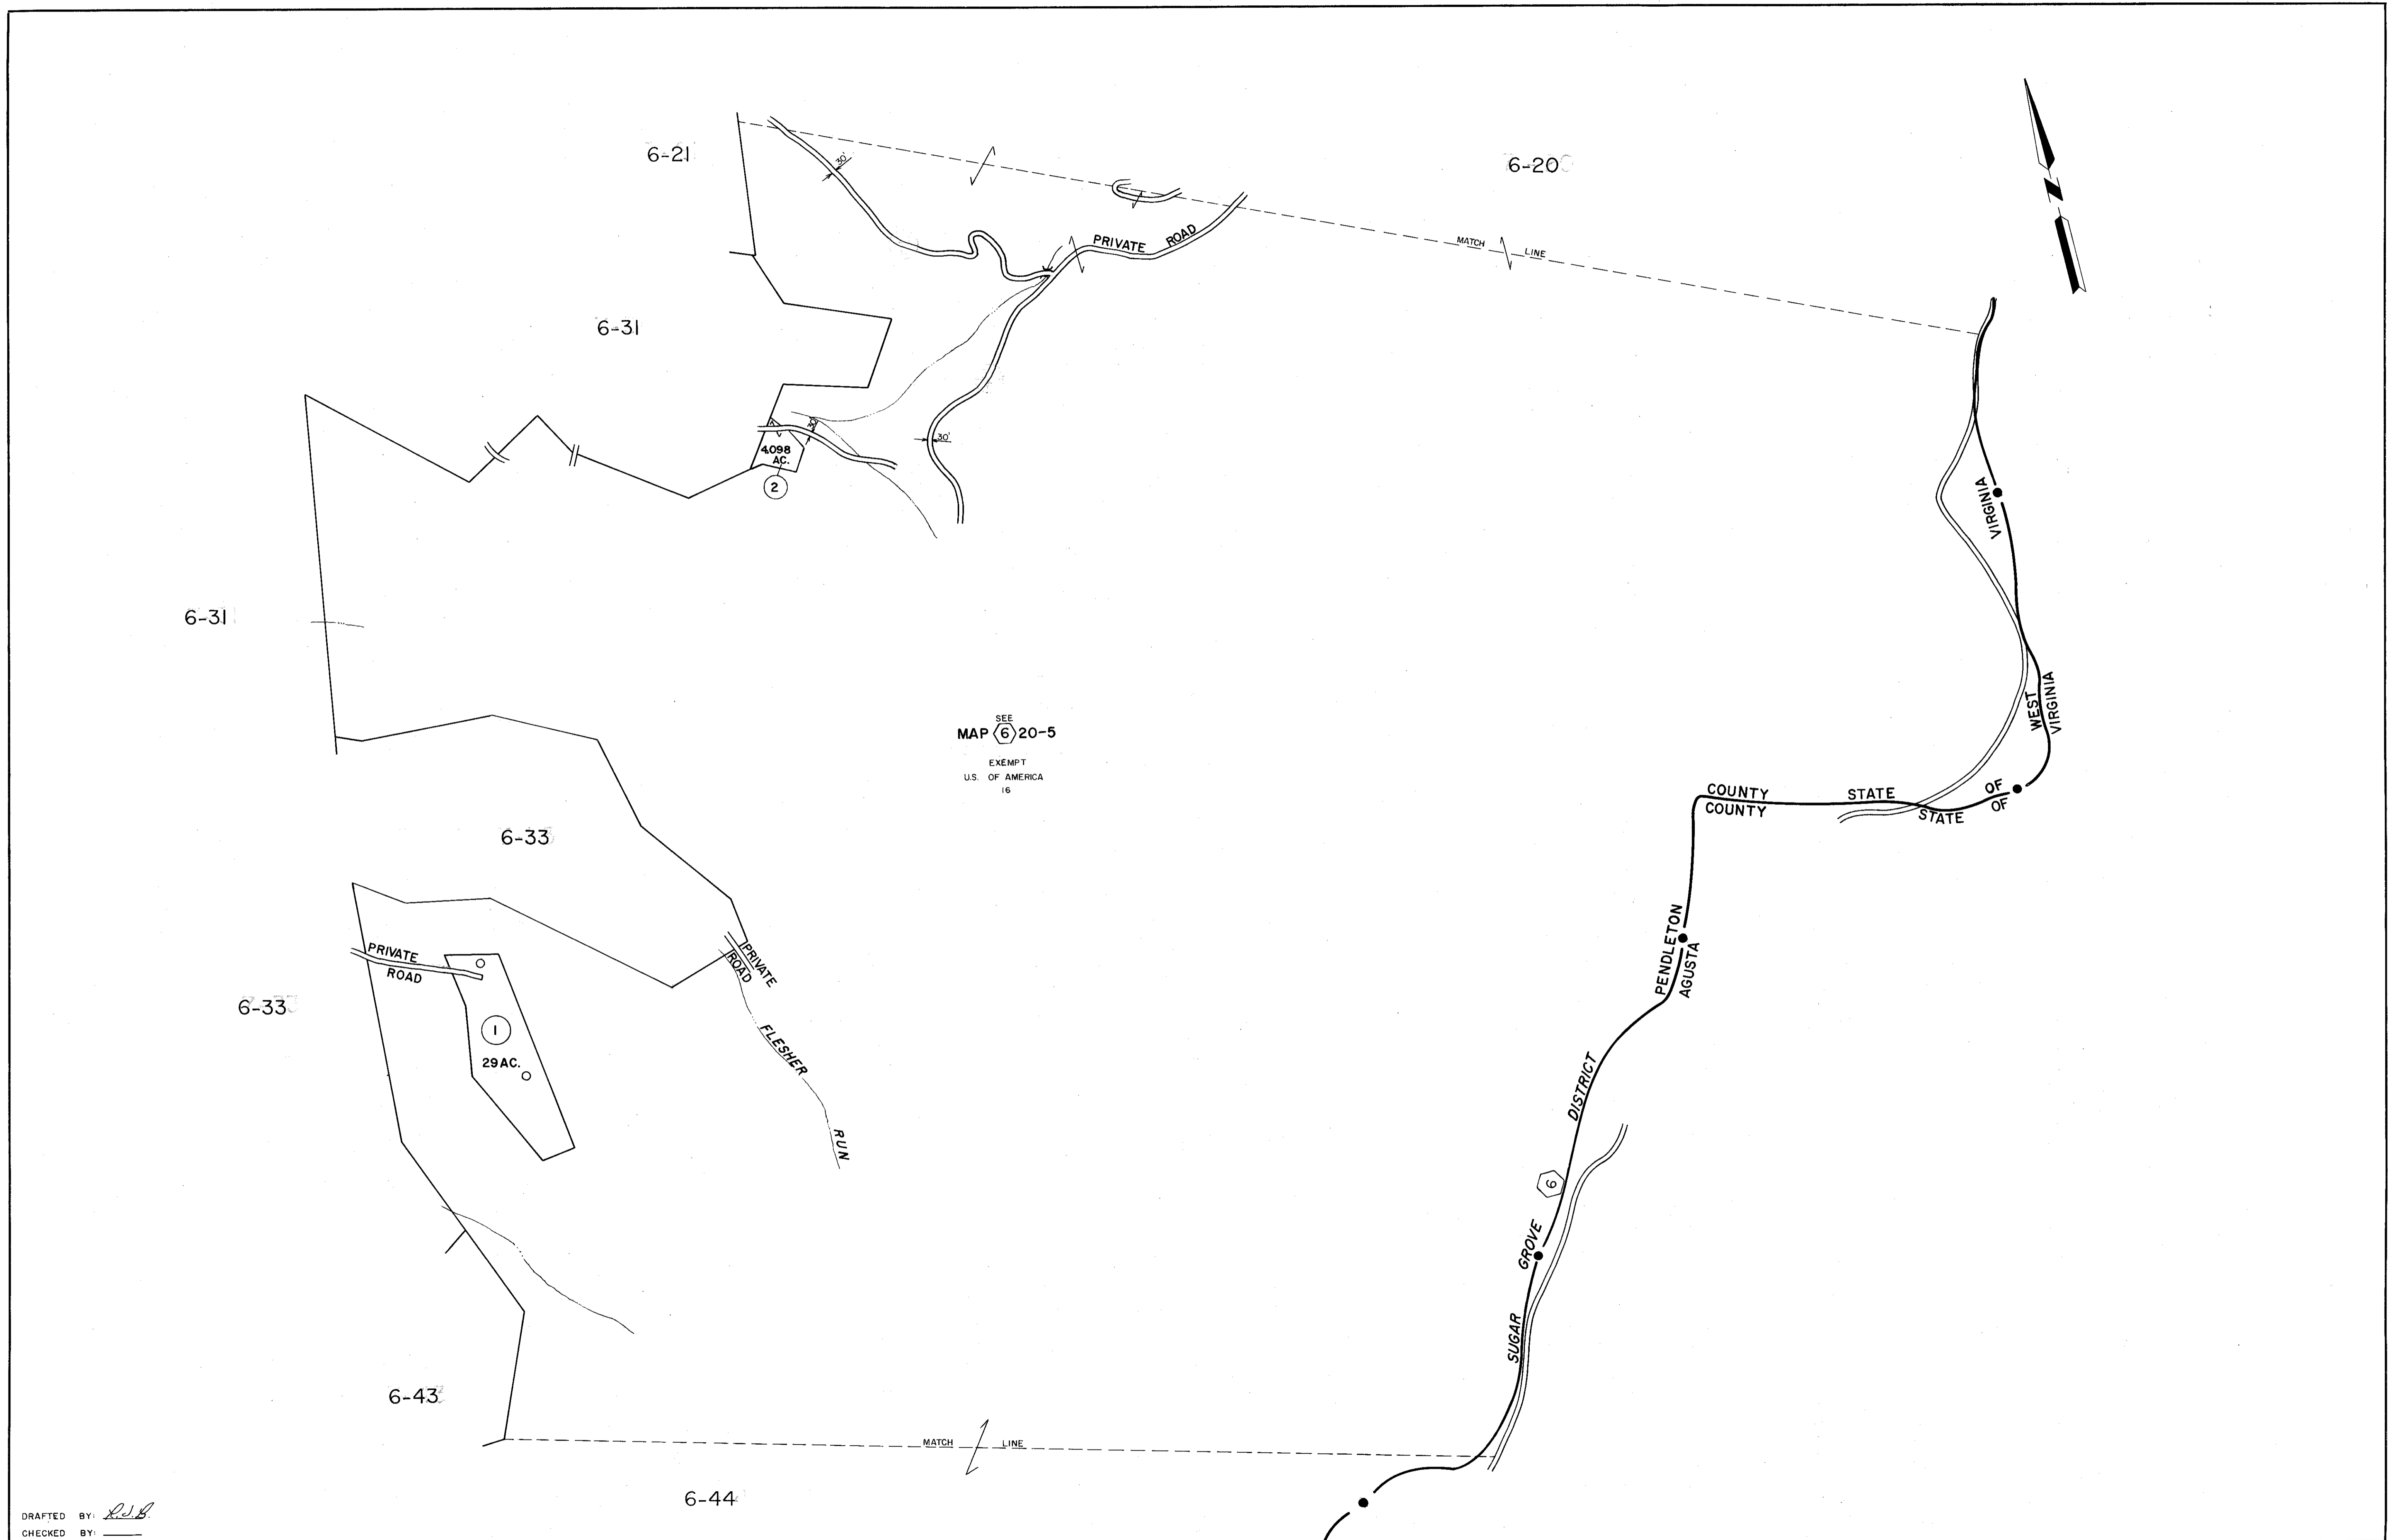 6-21
6-20
30'
PRIVATE ROAD
MATCH LINE
N
6-31
30'
30'
4.098
AC.
2
VIRGINIA
6-31
WEST
VIRGINIA
SEE
MAP 6 20-5
EXEMPT
U.S. OF AMERICA
16
COUNTY STATE OF
COUNTY STATE OF
6-33
PENDLETON
AGUSTA
PRIVATE
ROAD
PRIVATE
ROAD
6-33
1
29 AC.
FLESHER RUN
SUGAR GROVE DISTRICT
6
6-43
MATCH LINE
6-44
DRAFTED BY: R.J.B.
CHECKED BY: